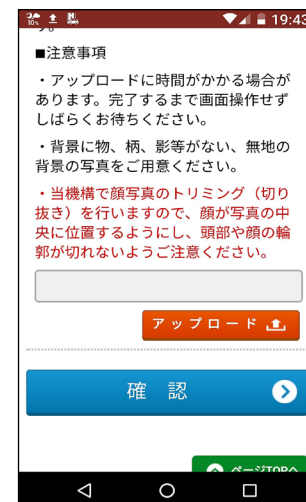 10%
19:43
す。
■注意事項
・アップロードに時間がかかる場合が
あります。完了するまで画面操作せず
しばらくお待ちください。
・背景に物、柄、影等がない、無地の
背景の写真をご用意ください。
・当機構で顔写真のトリミング（切り
抜き）を行いますので、顔が写真の中
央に位置するようにし、頭部や顔の輪
郭が切れないようご注意ください。
アップロード
確 認
ページTOPへ